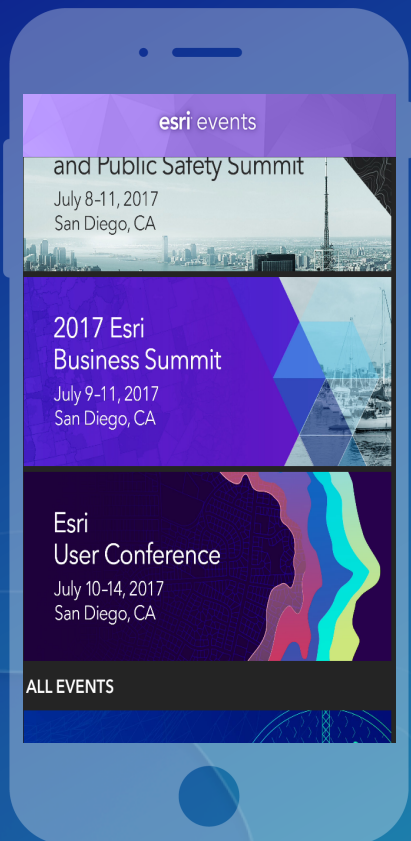 esri events
and Public Safety Summit
July 8-11, 2017
San Diego, CA
2017 Esri
Business Summit
July 9-11, 2017
San Diego, CA
Esri
User Conference
July 10-14, 2017
San Diego, CA
ALL EVENTS